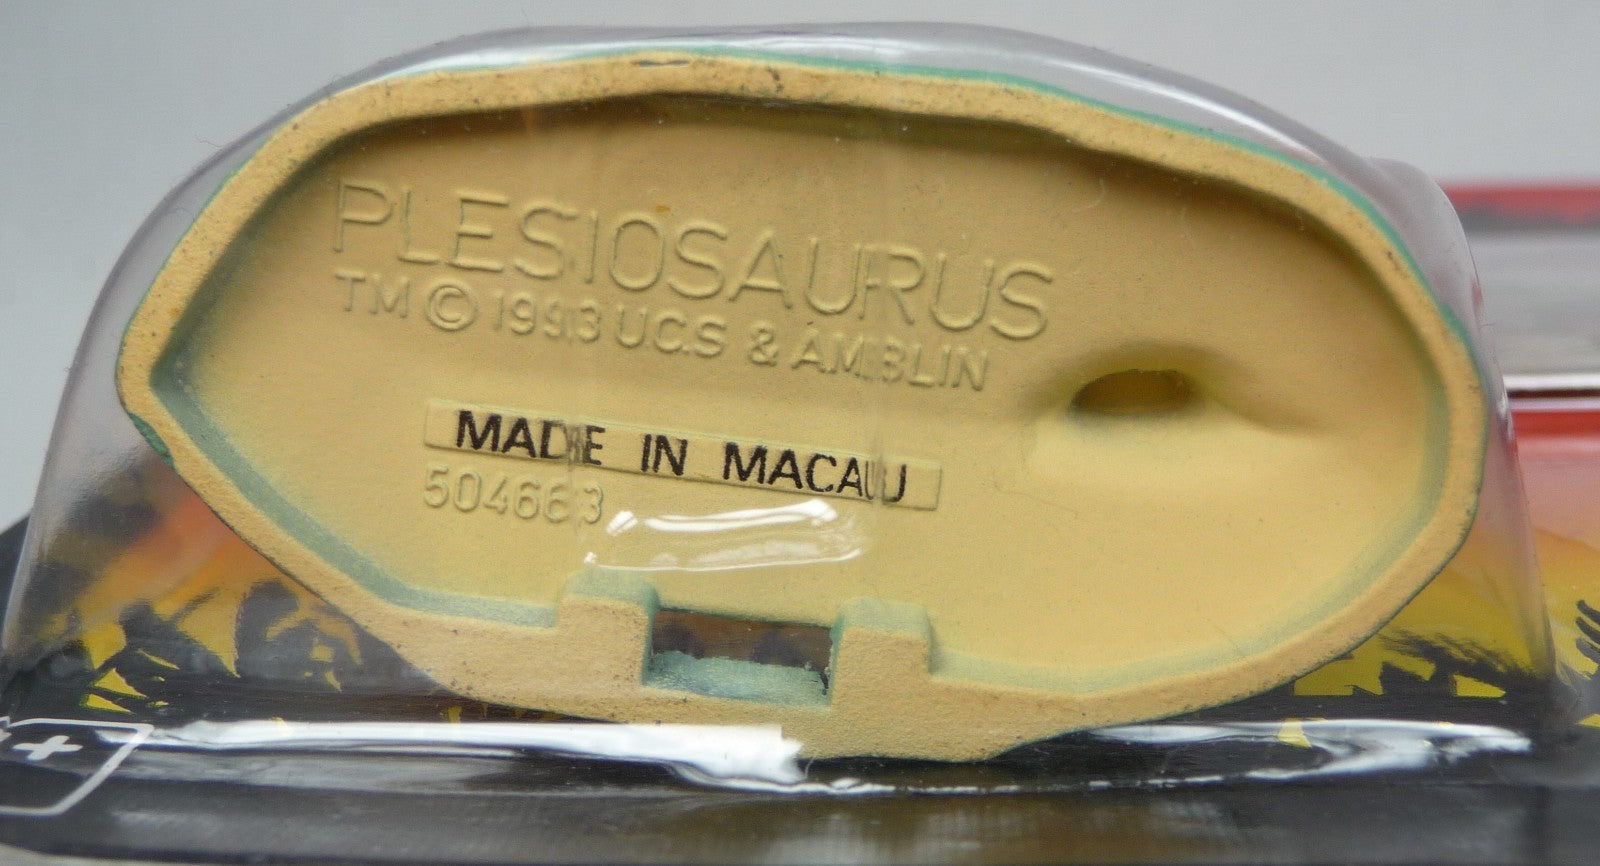 PLESIOSAURUS
TM © 1993 U.C.S & AMBLIN
MADE IN MACAU
504663
+